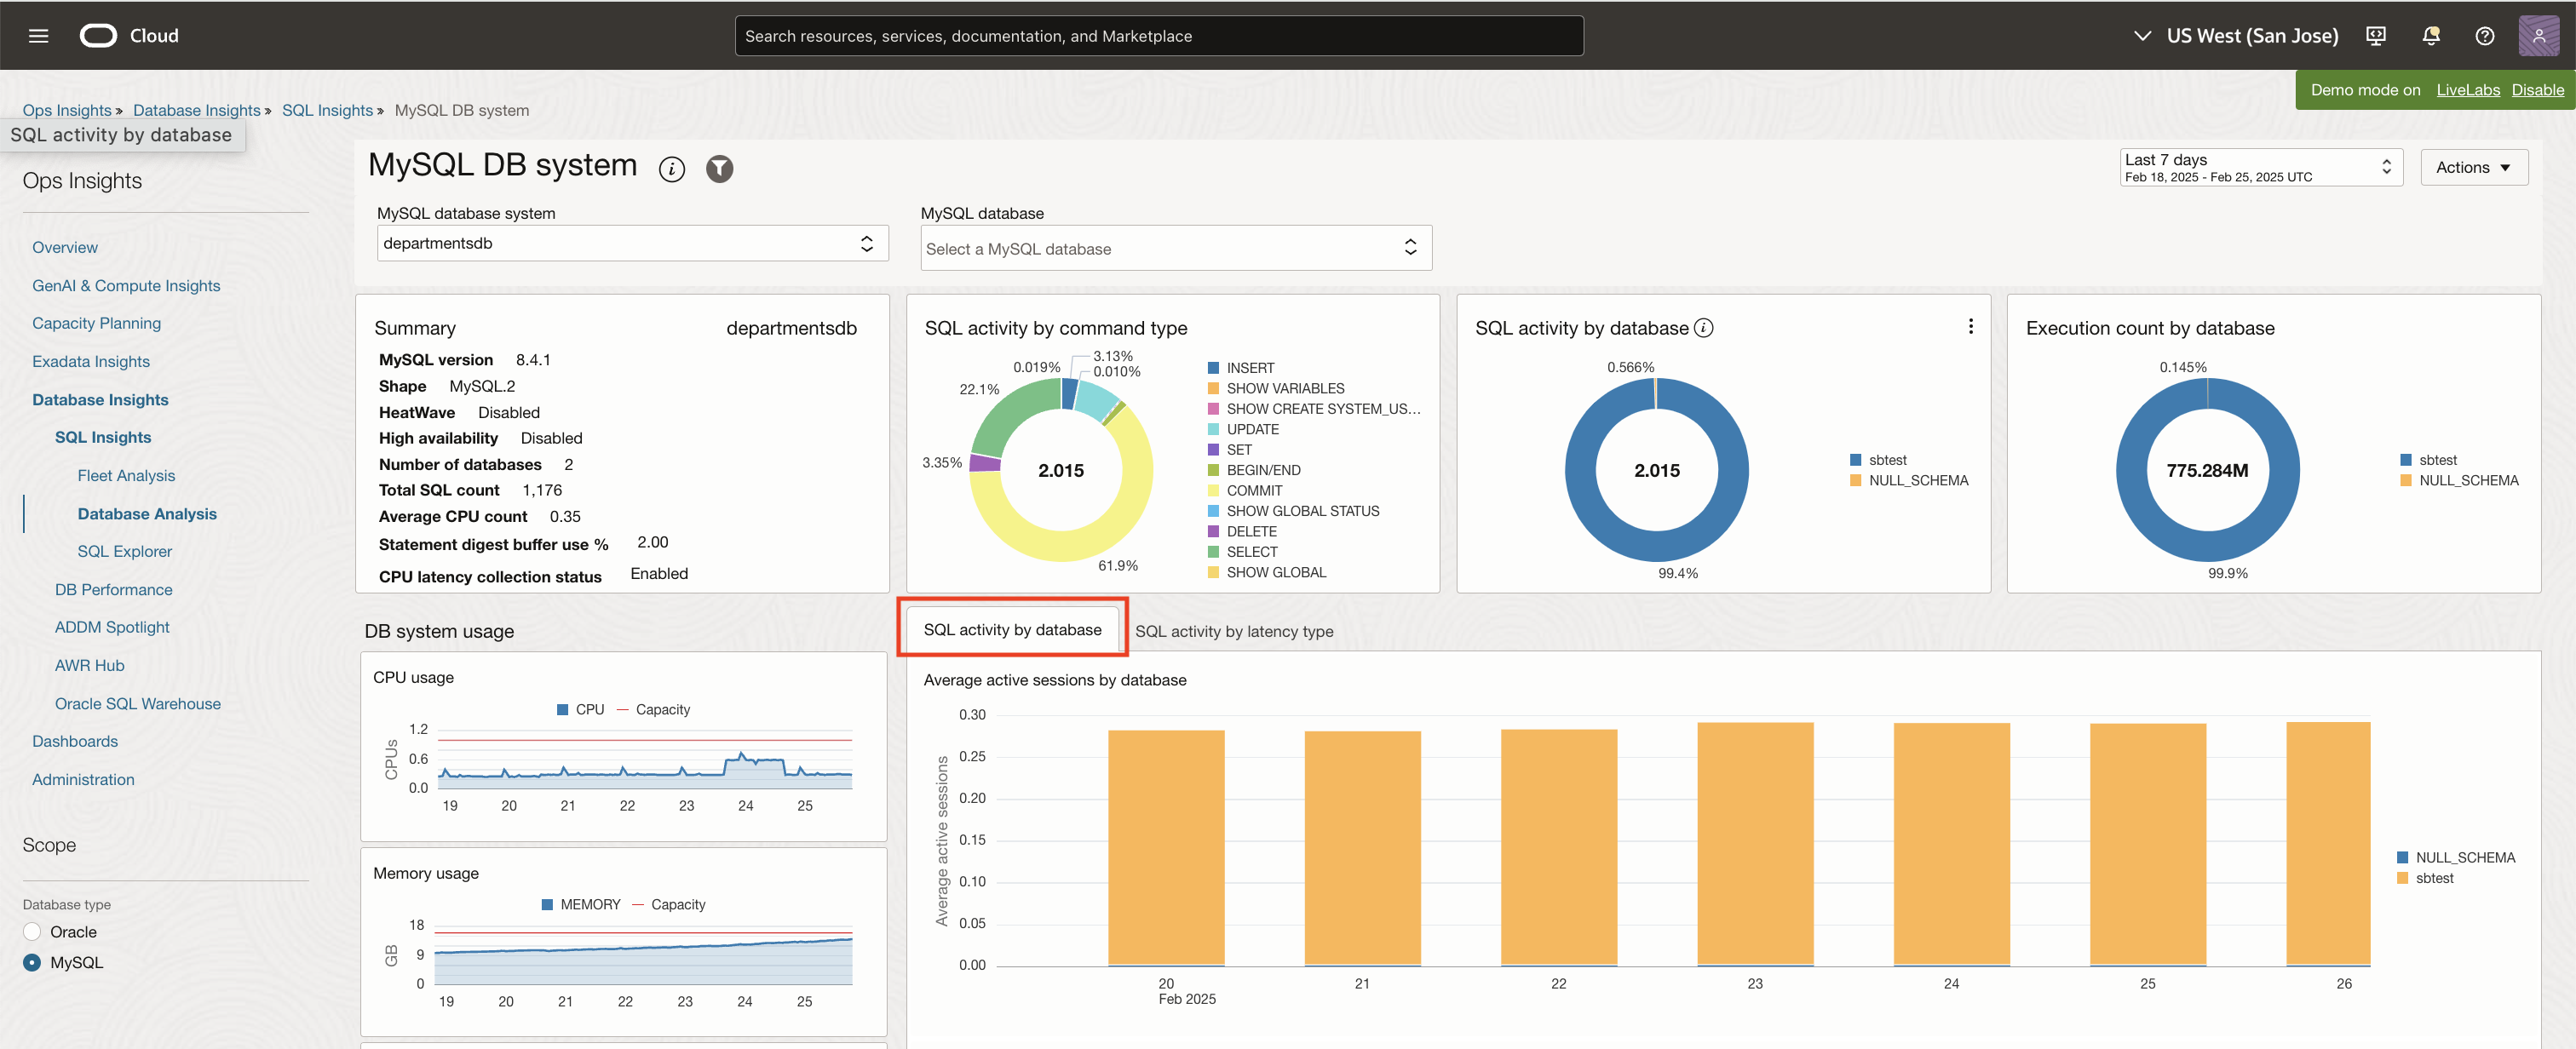 Cloud
Search resources, services, documentation, and Marketplace
US West (San Jose)
Demo mode on LiveLabs Disable
Ops Insights » Database Insights » SQL Insights » MySQL DB system
SQL activity by database
Ops Insights
Overview
GenAI & Compute Insights
Capacity Planning
Exadata Insights
Database Insights
SQL Insights
Fleet Analysis
Database Analysis
SQL Explorer
DB Performance
ADDM Spotlight
AWR Hub
Oracle SQL Warehouse
Dashboards
Administration
Scope
Database type
Oracle
MySQL
MySQL DB system
Last 7 days
Feb 18, 2025 - Feb 25, 2025 UTC
Actions
MySQL database system
departmentsdb
MySQL database
Select a MySQL database
Summary departmentsdb
MySQL version 8.4.1
Shape MySQL.2
HeatWave Disabled
High availability Disabled
Number of databases 2
Total SQL count 1,176
Average CPU count 0.35
Statement digest buffer use % 2.00
CPU latency collection status Enabled
SQL activity by command type
0.019%
3.13%
0.010%
22.1%
3.35%
2.015
61.9%
INSERT
SHOW VARIABLES
SHOW CREATE SYSTEM_US...
UPDATE
SET
BEGIN/END
COMMIT
SHOW GLOBAL STATUS
DELETE
SELECT
SHOW GLOBAL
SQL activity by database
0.566%
2.015
99.4%
sbtest
NULL_SCHEMA
Execution count by database
0.145%
775.284M
99.9%
sbtest
NULL_SCHEMA
DB system usage
CPU usage
CPU Capacity
CPUs
1.2
0.6
0.0
19 20 21 22 23 24 25
Memory usage
MEMORY Capacity
GB
18
9
0
19 20 21 22 23 24 25
SQL activity by database
SQL activity by latency type
Average active sessions by database
Average active sessions
0.30
0.25
0.20
0.15
0.10
0.05
0.00
20 21 22 23 24 25 26
Feb 2025
NULL_SCHEMA
sbtest